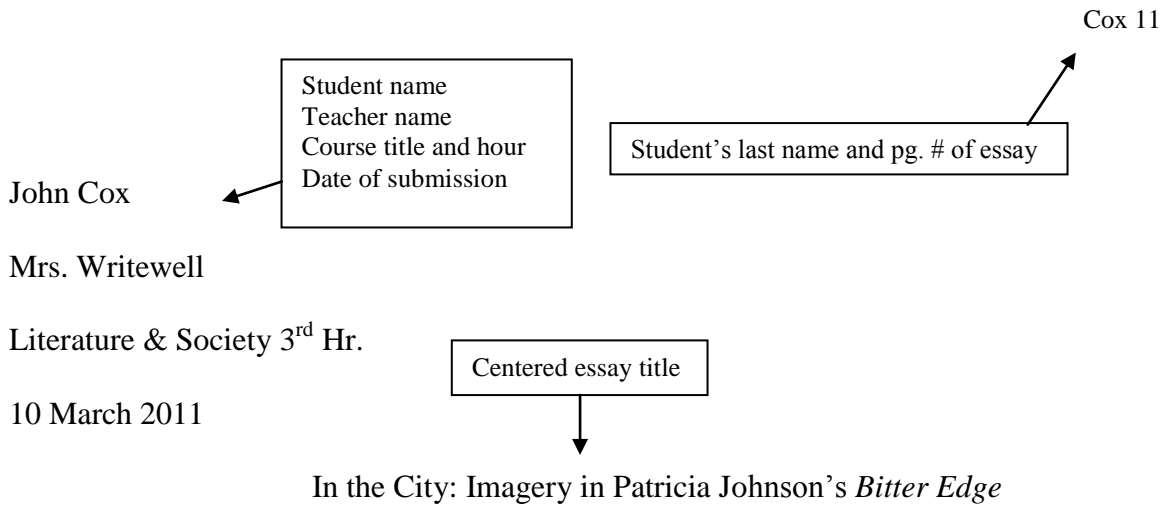 Cox 11
Student name
Teacher name
Course title and hour
Date of submission
Student’s last name and pg. # of essay
John Cox
Mrs. Writewell
Literature & Society 3rd Hr.
Centered essay title
10 March 2011
In the City: Imagery in Patricia Johnson’s Bitter Edge